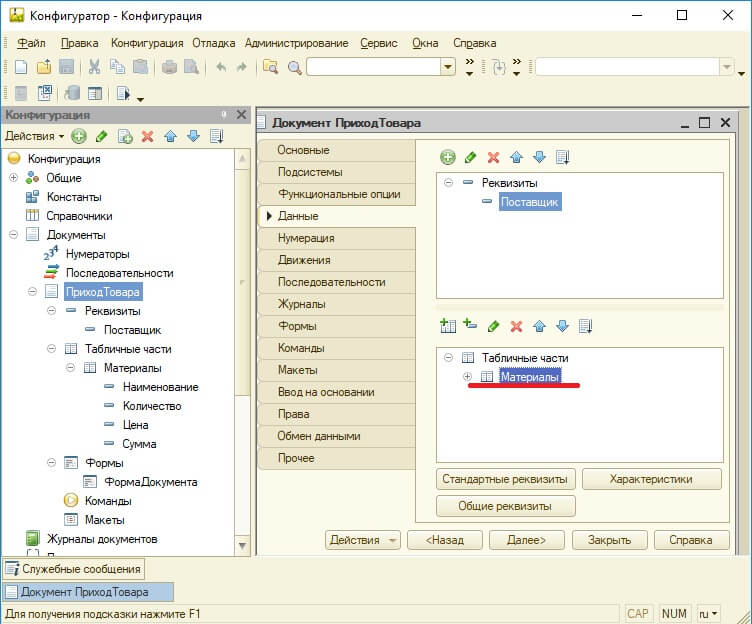 Конфигуратор - Конфигурация
Файл Правка Конфигурация Отладка Администрирование Сервис Окна Справка
Конфигурация
Действия
Конфигурация
Общие
Константы
Справочники
Документы
Нумераторы
Последовательности
ПриходТовара
Реквизиты
Поставщик
Табличные части
Материалы
Наименование
Количество
Цена
Сумма
Формы
ФормаДокумента
Команды
Макеты
Журналы документов
Документ ПриходТовара
Основные
Подсистемы
Функциональные опции
Данные
Нумерация
Движения
Последовательности
Журналы
Формы
Команды
Макеты
Ввод на основании
Права
Обмен данными
Прочее
Реквизиты
Поставщик
Табличные части
Материалы
Стандартные реквизиты Характеристики
Общие реквизиты
Действия <Назад Далее> Закрыть Справка
Служебные сообщения
Документ ПриходТовара
Для получения подсказки нажмите F1 CAP NUM ru